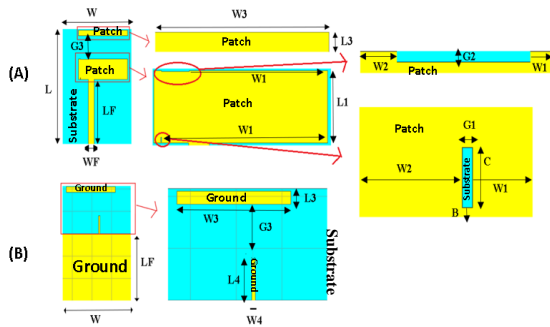 (A)
W
Patch
G3
Patch
L
Substrate
LF
WF
W3
Patch
L3
W1
Patch
L1
W1
W2
G2
W1
Patch
Patch
G1
Substrate
C
W2
W1
B
(B)
Ground
Ground
LF
W
Ground
L3
W3
G3
Substrate
L4
Ground
W4